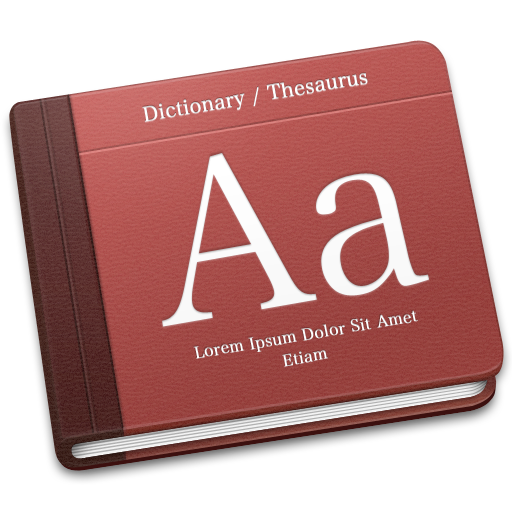 Dictionary / Thesaurus
Aa
Lorem Ipsum Dolor Sit Amet
Etiam